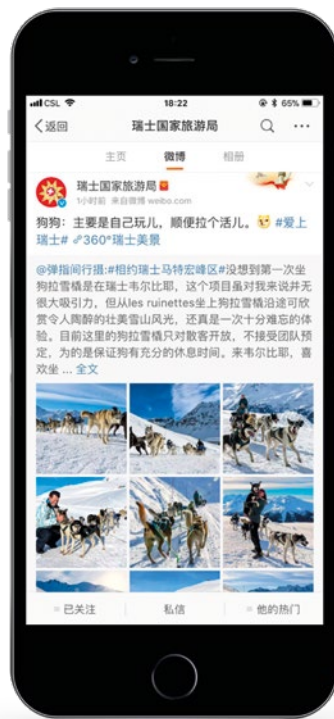 CSL 18:22 65%
返回 瑞士国家旅游局
主页 微博 相册
瑞士国家旅游局
1小时前 来自微博 weibo.com
狗狗：主要是自己玩儿，顺便拉个活儿。 #爱上
瑞士# 360°瑞士美景
@弹指间行摄:#相约瑞士马特宏峰区#没想到第一次坐
狗拉雪橇是在瑞士韦尔比耶，这个项目虽对我来说并无
很大吸引力，但从les ruinettes坐上狗拉雪橇沿途可欣
赏令人陶醉的壮美雪山风光，还真是一次十分难忘的体
验。目前这里的狗拉雪橇只对散客开放，不接受团队预
定，为的是保证狗有充分的休息时间。来韦尔比耶，喜
欢坐 ... 全文
已关注 私信 他的热门